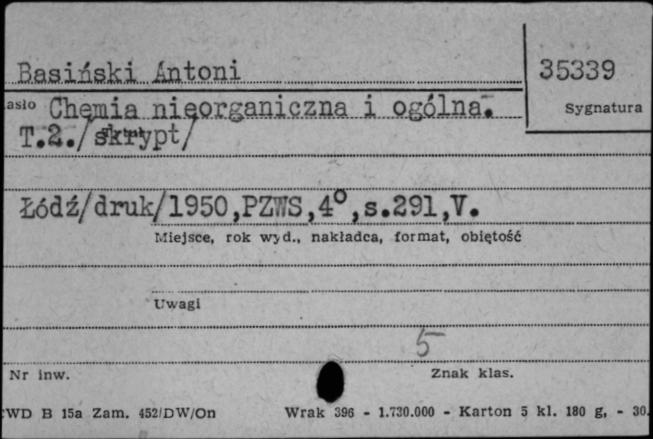 Basiński Antoni
35339
asło Chemia nieorganiczna i ogólna.
Sygnatura
T.2./skrypt/
Łódź/druk/1950,PZWS,4°,s.291,V.
Miejsce, rok wyd., nakładca, format, objętość
Uwagi
5
Nr inw.
Znak klas.
WD B 15a Zam. 452/DW/On Wrak 396 - 1.730.000 - Karton 5 kl. 180 g, - 30.